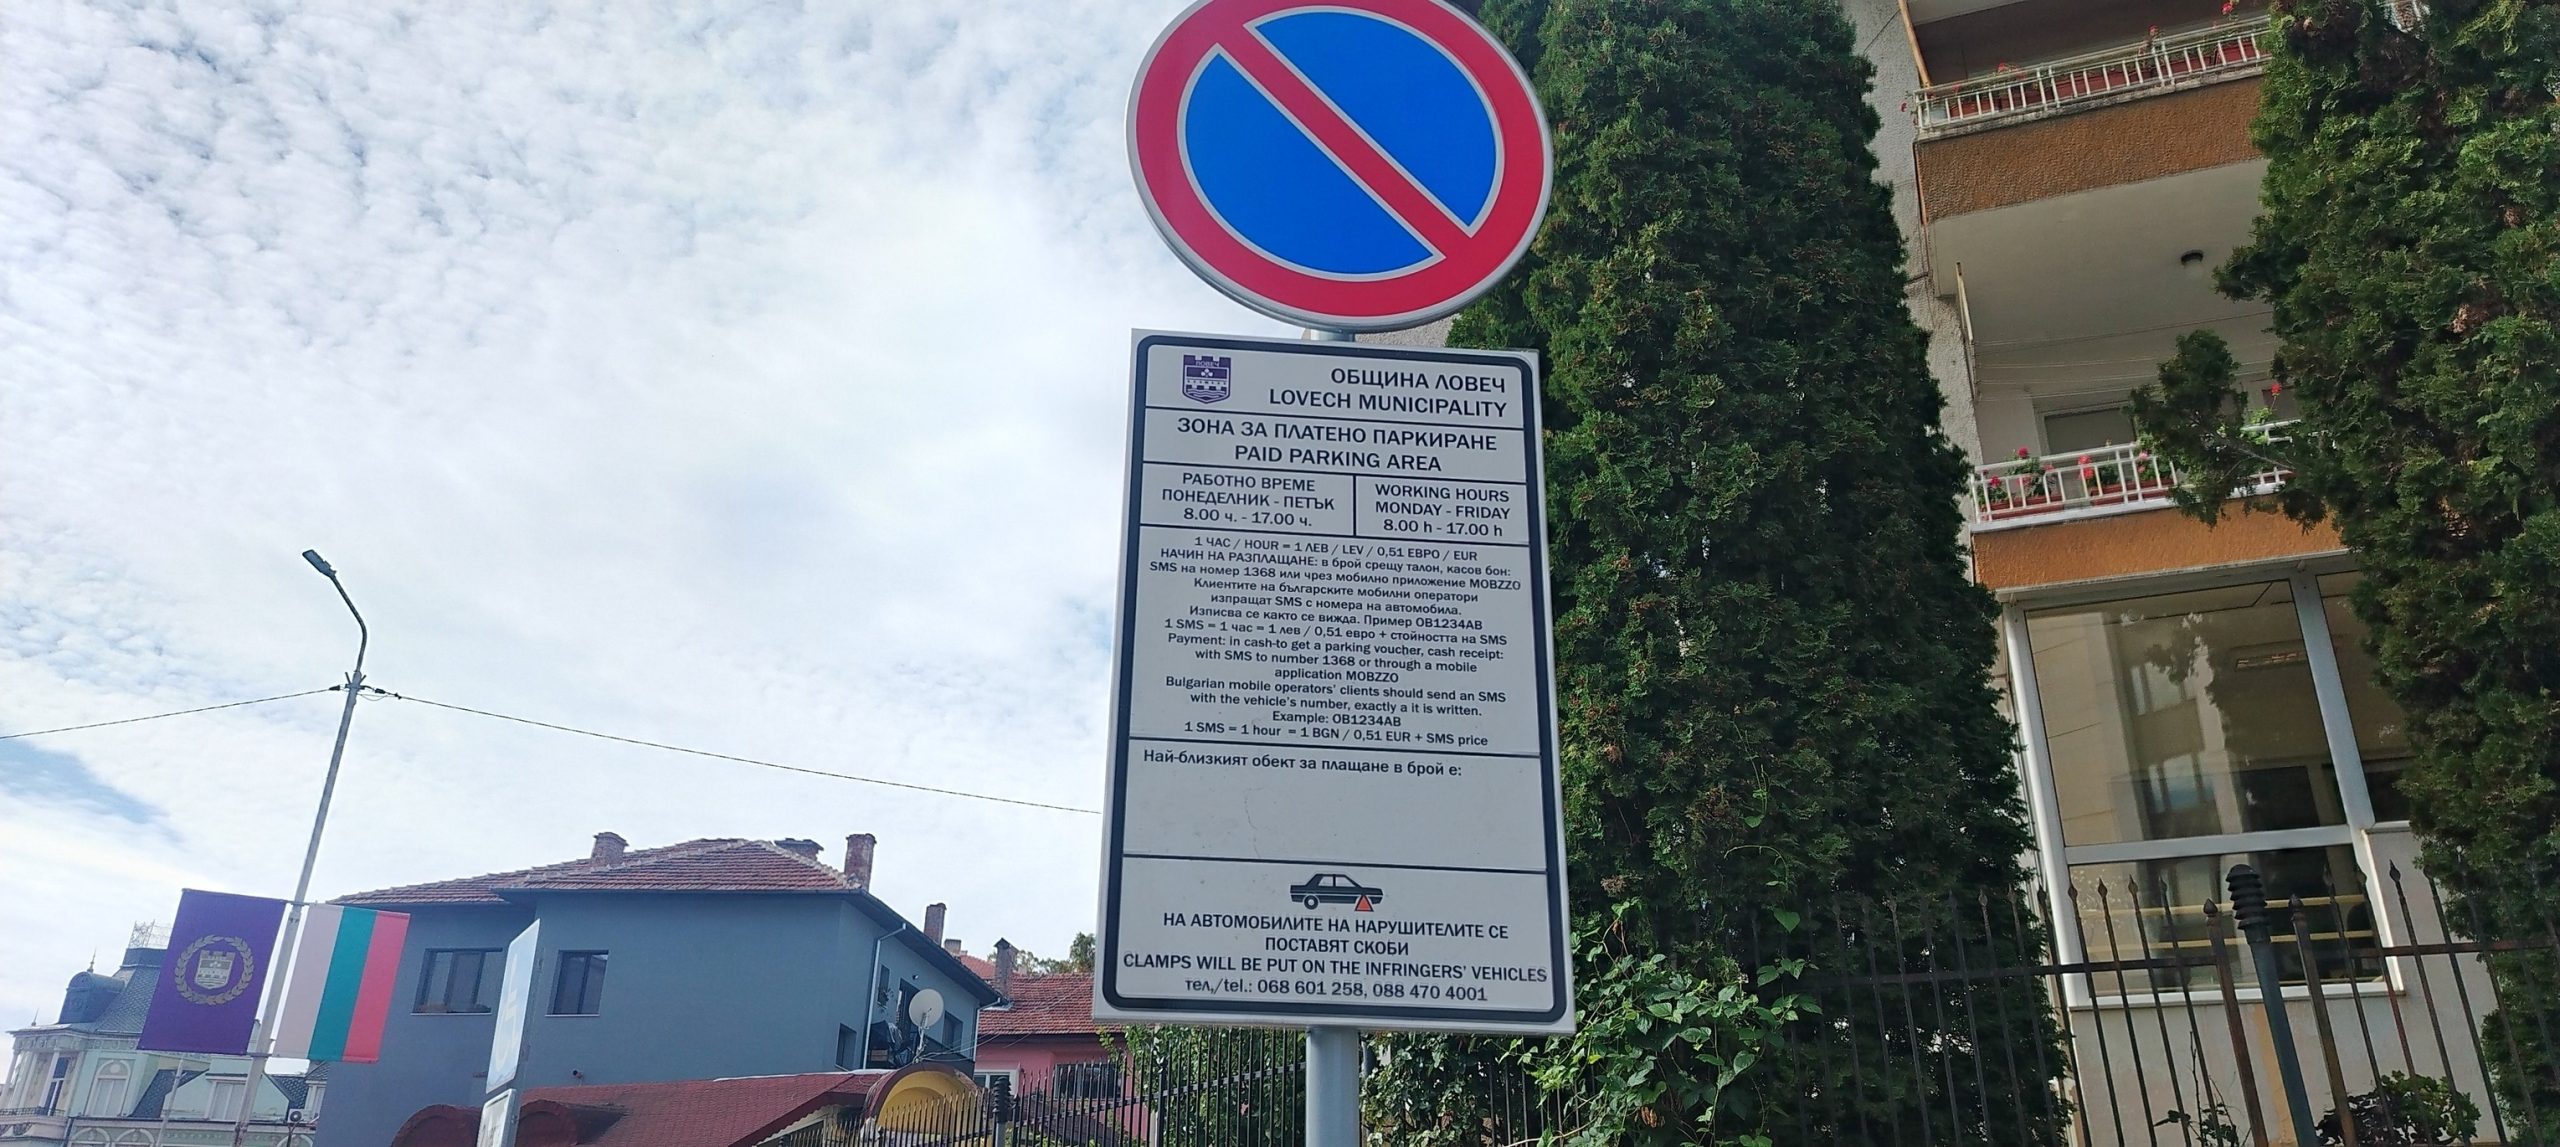 ЛОВЕЧ
ОБЩИНА ЛОВЕЧ
LOVECH MUNICIPALITY
ЗОНА ЗА ПЛАТЕНО ПАРКИРАНЕ
PAID PARKING AREA
РАБОТНО ВРЕМЕ
ПОНЕДЕЛНИК - ПЕТЪК
8.00 ч. - 17.00 ч.
WORKING HOURS
MONDAY - FRIDAY
8.00 h - 17.00 h
1 ЧАС / HOUR = 1 ЛЕВ / LEV / 0,51 ЕВРО / EUR
НАЧИН НА РАЗПЛАЩАНЕ: в брой срещу талон, касов бон:
SMS на номер 1368 или чрез мобилно приложение MOBZZO
Клиентите на българските мобилни оператори
изпращат SMS с номера на автомобила.
Изписва се както се вижда. Пример OB1234AB
1 SMS = 1 час = 1 лев / 0,51 евро + стойността на SMS
Payment: in cash-to get a parking voucher, cash receipt:
with SMS to number 1368 or through a mobile
application MOBZZO
Bulgarian mobile operators' clients should send an SMS
with the vehicle's number, exactly a it is written.
Example: OB1234AB
1 SMS = 1 hour = 1 BGN / 0,51 EUR + SMS price
Най-близкият обект за плащане в брой е:
НА АВТОМОБИЛИТЕ НА НАРУШИТЕЛИТЕ СЕ
ПОСТАВЯТ СКОБИ
CLAMPS WILL BE PUT ON THE INFRINGERS' VEHICLES
тел,/tel.: 068 601 258, 088 470 4001